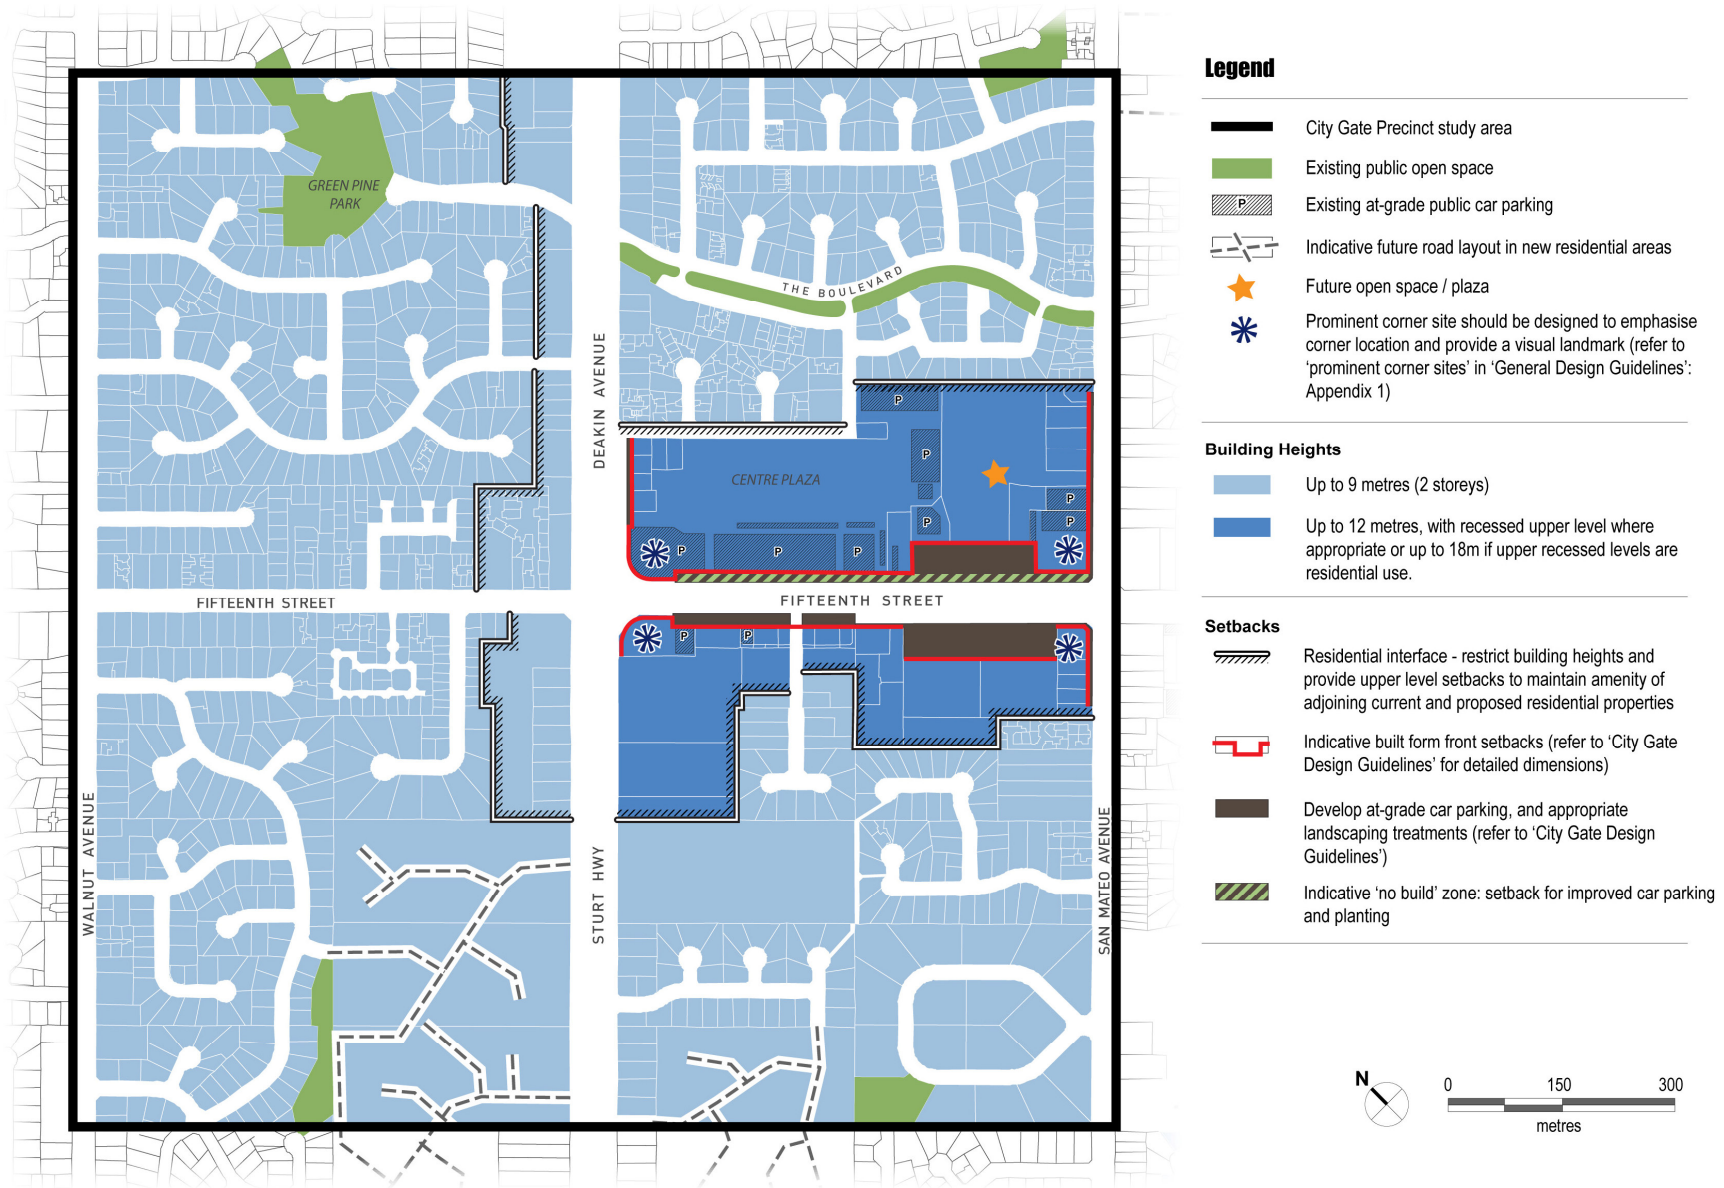 GREEN PINE
PARK
THE BOULEVARD
DEAKIN AVENUE
CENTRE PLAZA
P
P
P
P
P
P
P
P
P
FIFTEENTH STREET
FIFTEENTH STREET
P
P
WALNUT AVENUE
STURT HWY
SAN MATEO AVENUE
Legend
City Gate Precinct study area
Existing public open space
P
Existing at-grade public car parking
Indicative future road layout in new residential areas
Future open space / plaza
Prominent corner site should be designed to emphasise
corner location and provide a visual landmark (refer to
‘prominent corner sites’ in ‘General Design Guidelines’:
Appendix 1)
Building Heights
Up to 9 metres (2 storeys)
Up to 12 metres, with recessed upper level where
appropriate or up to 18m if upper recessed levels are
residential use.
Setbacks
Residential interface - restrict building heights and
provide upper level setbacks to maintain amenity of
adjoining current and proposed residential properties
Indicative built form front setbacks (refer to ‘City Gate
Design Guidelines’ for detailed dimensions)
Develop at-grade car parking, and appropriate
landscaping treatments (refer to ‘City Gate Design
Guidelines’)
Indicative ‘no build’ zone: setback for improved car parking
and planting
N
0 150 300
metres